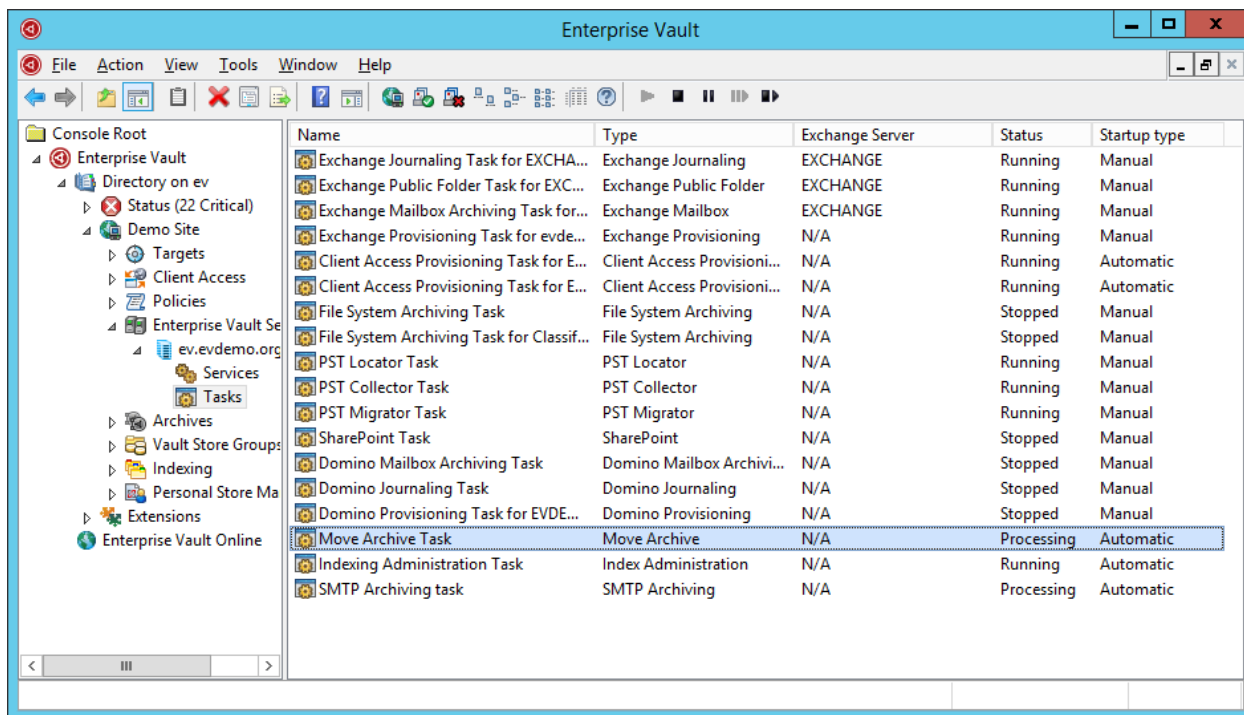 Enterprise Vault
File Action View Tools Window Help
Console Root
Enterprise Vault
Directory on ev
Status (22 Critical)
Demo Site
Targets
Client Access
Policies
Enterprise Vault Se
ev.evdemo.org
Services
Tasks
Archives
Vault Store Groups
Indexing
Personal Store Ma
Extensions
Enterprise Vault Online
Name Type Exchange Server Status Startup type
Exchange Journaling Task for EXCHA... Exchange Journaling EXCHANGE Running Manual
Exchange Public Folder Task for EXC... Exchange Public Folder EXCHANGE Running Manual
Exchange Mailbox Archiving Task for... Exchange Mailbox EXCHANGE Running Manual
Exchange Provisioning Task for evde... Exchange Provisioning N/A Running Manual
Client Access Provisioning Task for E... Client Access Provisioni... N/A Running Automatic
Client Access Provisioning Task for E... Client Access Provisioni... N/A Running Automatic
File System Archiving Task File System Archiving N/A Stopped Manual
File System Archiving Task for Classif... File System Archiving N/A Stopped Manual
PST Locator Task PST Locator N/A Running Manual
PST Collector Task PST Collector N/A Running Manual
PST Migrator Task PST Migrator N/A Running Manual
SharePoint Task SharePoint N/A Stopped Manual
Domino Mailbox Archiving Task Domino Mailbox Archivi... N/A Stopped Manual
Domino Journaling Task Domino Journaling N/A Stopped Manual
Domino Provisioning Task for EVDE... Domino Provisioning N/A Stopped Manual
Move Archive Task Move Archive N/A Processing Automatic
Indexing Administration Task Index Administration N/A Running Automatic
SMTP Archiving task SMTP Archiving N/A Processing Automatic